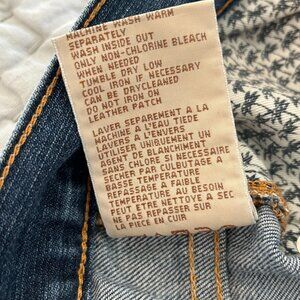 MACHINE WASH WARM
SEPARATELY
WASH INSIDE OUT
ONLY NON-CHLORINE BLEACH
WHEN NEEDED
TUMBLE DRY LOW
COOL IRON IF NECESSARY
CAN BE DRYCLEANED
DO NOT IRON ON
LEATHER PATCH
LAVER SEPAREMENT A LA
MACHINE A L'EAU TIEDE
LAVERS A L'ENVERS
UTILISER UNIQUEMENT UN
AGENT DE BLANCHIMENT
SANS CHLORE SI NECESSAIRE
SECHER PAR CULBUTAGE A
BASSE TEMPERATURE
REPASSAGE A FAIBLE
TEMPERATURE AU BESOIN
PEUT ETRE NETTOYE A SEC
NE PAS REPASSER SUR
LA PIECE EN CUIR